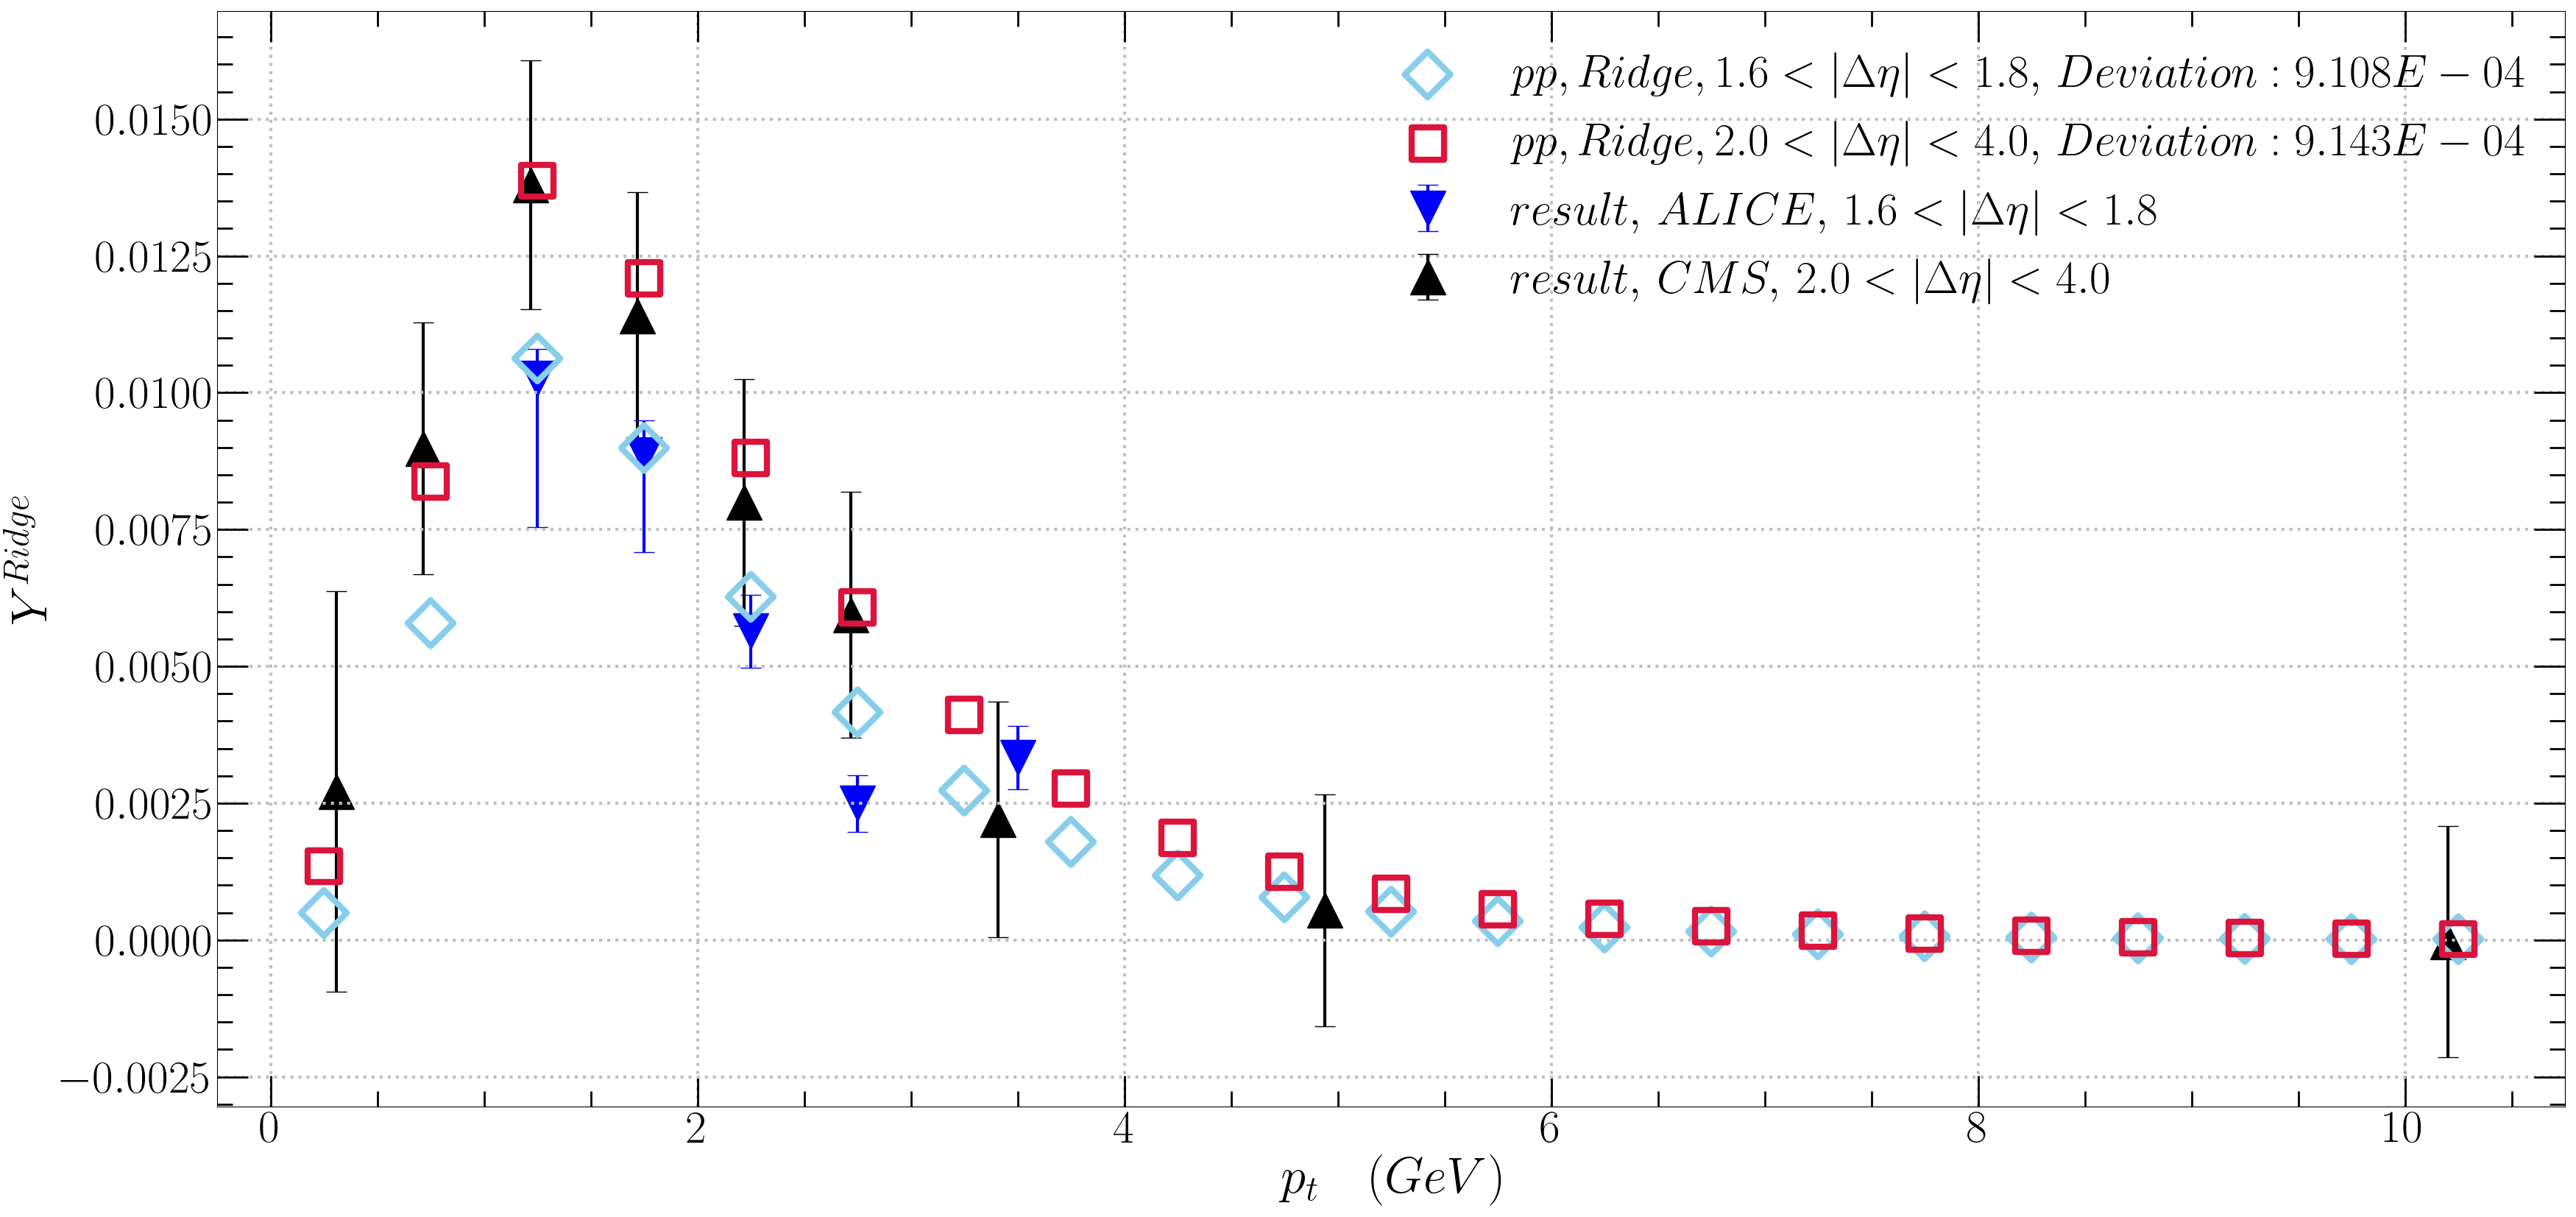 pp, Ridge, 1.6 < |Δη| < 1.8, Deviation : 9.108E − 04
pp, Ridge, 2.0 < |Δη| < 4.0, Deviation : 9.143E − 04
result, ALICE, 1.6 < |Δη| < 1.8
result, CMS, 2.0 < |Δη| < 4.0
0.0150
0.0125
0.0100
0.0075
0.0050
0.0025
0.0000
−0.0025
Y^{Ridge}
0 2 4 6 8 10
p_t (GeV)